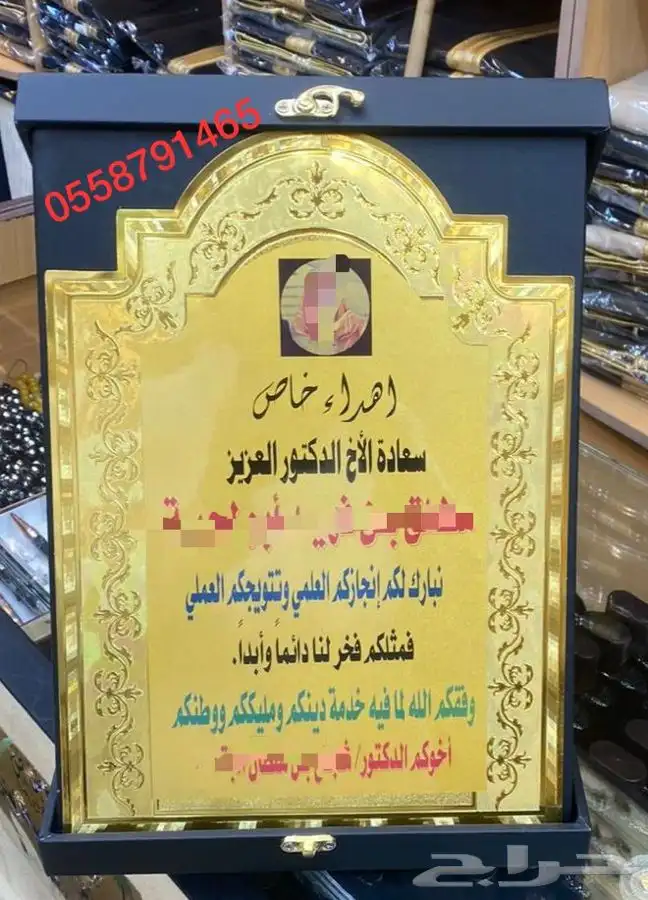 0558791465
اهداء خاص
سعادة الأخ الدكتور العزيز
نبارك لكم إنجازكم العلمي وتتويجكم العملي
فمثلكم فخر لنا دائماً وأبداً.
وفقكم الله لما فيه خدمة دينكم ومليككم ووطنكم
أخوكم الدكتور/
حراج